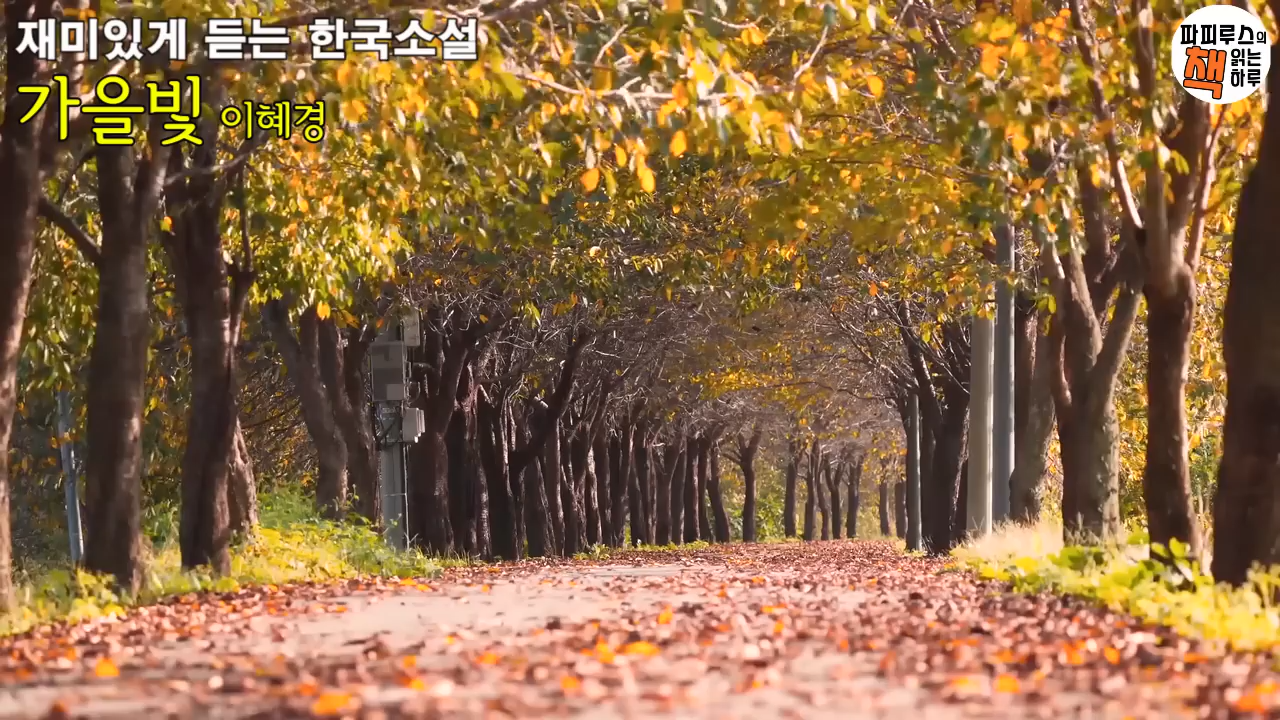 재미있게 듣는 한국소설
가을빛 이혜경
파피루스의
책 읽는
하루